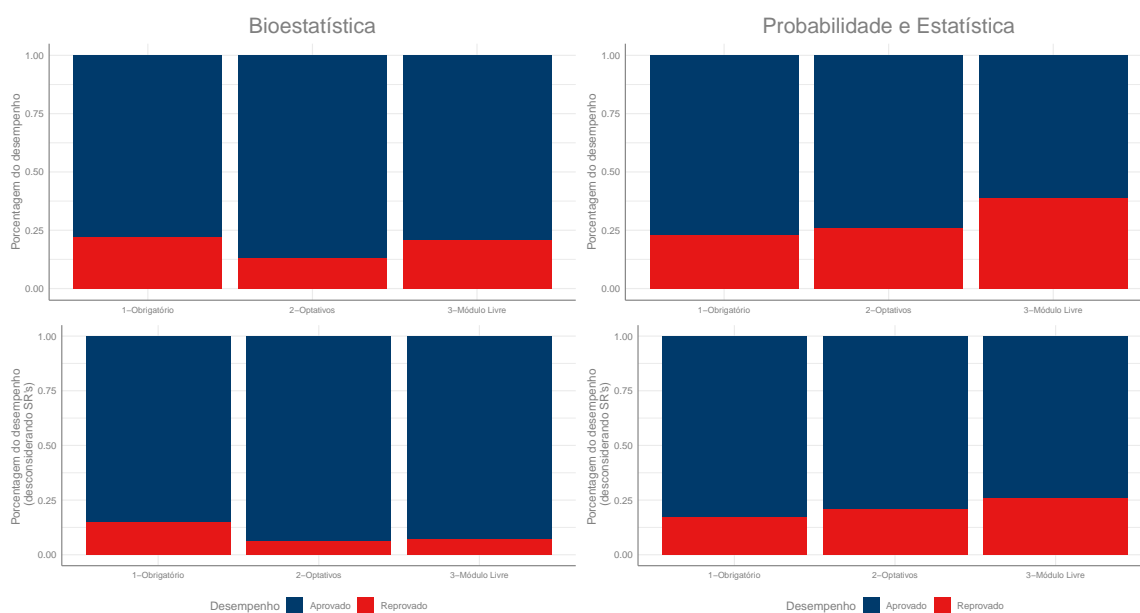 Bioestatística
Porcentagem do desempenho
1.00
0.75
0.50
0.25
0.00
1−Obrigatório
2−Optativos
3−Módulo Livre
Probabilidade e Estatística
Porcentagem do desempenho
1.00
0.75
0.50
0.25
0.00
1−Obrigatório
2−Optativos
3−Módulo Livre
Porcentagem do desempenho
(desconsiderando SR's)
1.00
0.75
0.50
0.25
0.00
1−Obrigatório
2−Optativos
3−Módulo Livre
Desempenho Aprovado Reprovado
Porcentagem do desempenho
(desconsiderando SR's)
1.00
0.75
0.50
0.25
0.00
1−Obrigatório
2−Optativos
3−Módulo Livre
Desempenho Aprovado Reprovado